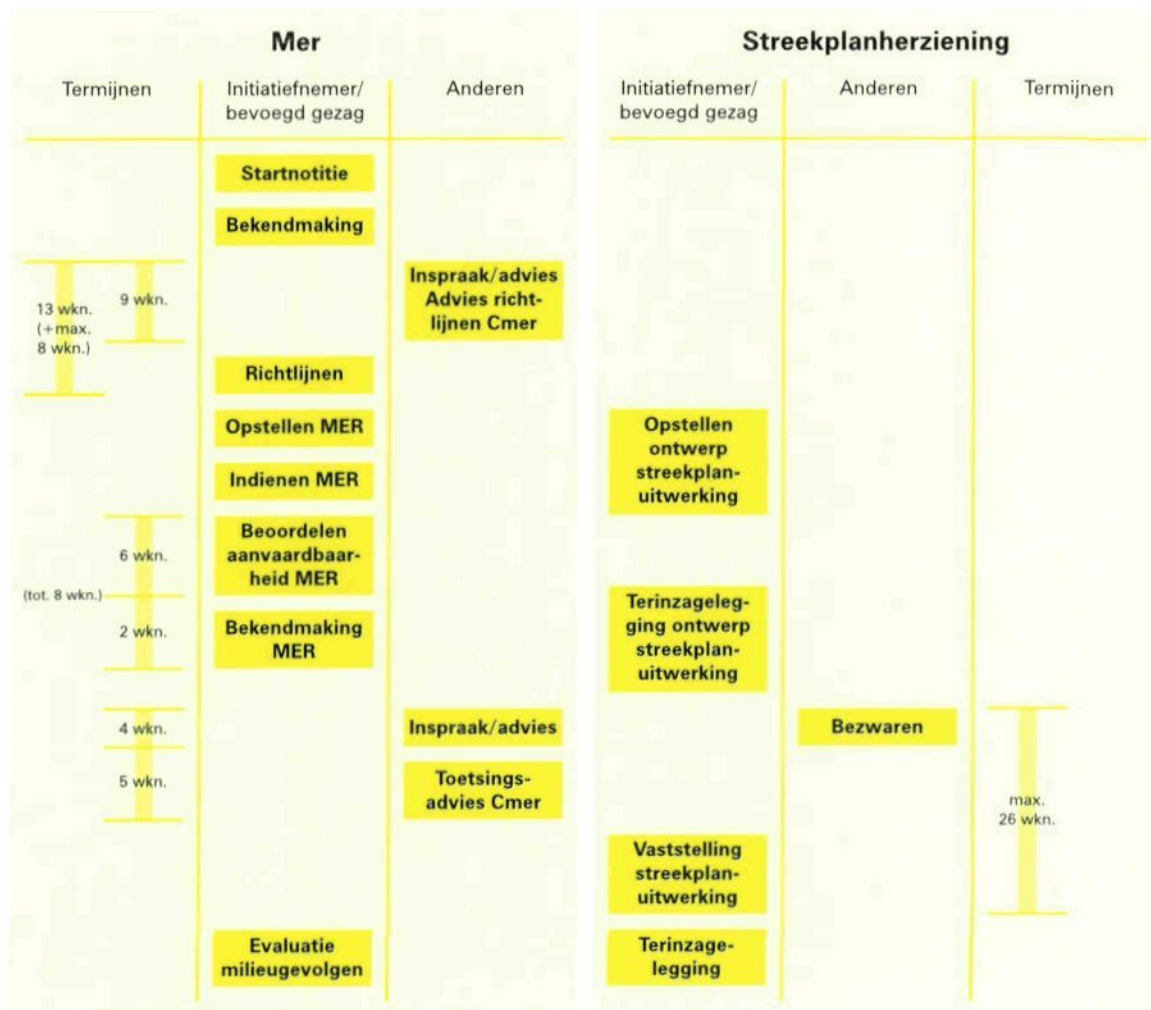 Mer
Termijnen
Initiatiefnemer/
bevoegd gezag
Anderen
Startnotitie
Bekendmaking
13 wkn.
(+max.
8 wkn.)
9 wkn.
Inspraak/advies
Advies richt-
lijnen Cmer
Richtlijnen
Opstellen MER
Indienen MER
6 wkn.
Beoordelen
aanvaardbaar-
heid MER
(tot. 8 wkn.)
2 wkn.
Bekendmaking
MER
4 wkn.
Inspraak/advies
5 wkn.
Toetsings-
advies Cmer
Evaluatie
milieugevolgen
Streekplanherziening
Initiatiefnemer/
bevoegd gezag
Anderen
Termijnen
Opstellen
ontwerp
streekplan-
uitwerking
Terinzageleg-
ging ontwerp
streekplan-
uitwerking
Bezwaren
max.
26 wkn.
Vaststelling
streekplan-
uitwerking
Terinzage-
legging